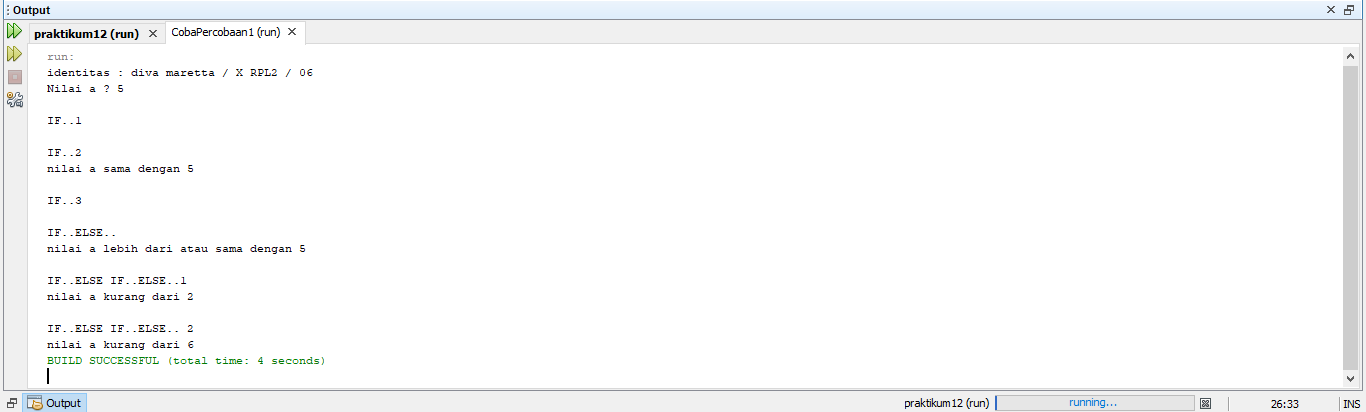 Output
praktikum12 (run)
CobaPercobaan1 (run)
run:
identitas : diva maretta / X RPL2 / 06
Nilai a ? 5
IF..1
IF..2
nilai a sama dengan 5
IF..3
IF..ELSE..
nilai a lebih dari atau sama dengan 5
IF..ELSE IF..ELSE..1
nilai a kurang dari 2
IF..ELSE IF..ELSE.. 2
nilai a kurang dari 6
BUILD SUCCESSFUL (total time: 4 seconds)
Output
praktikum12 (run)
running...
26:33
INS